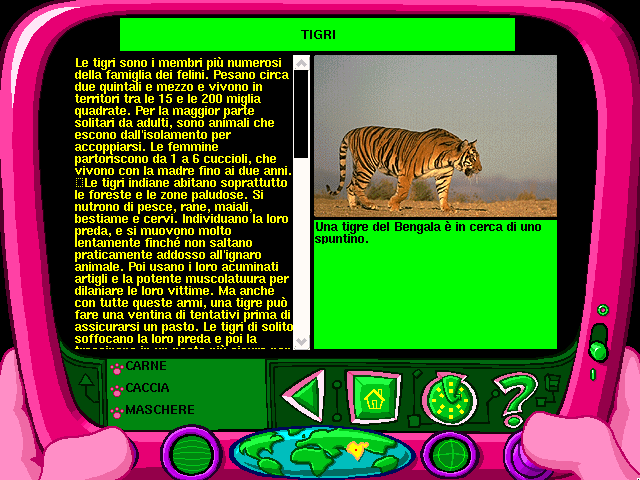 TIGRI
Le tigri sono i membri più numerosi
della famiglia dei felini. Pesano circa
due quintali e mezzo e vivono in
territori tra le 15 e le 200 miglia
quadrate. Per la maggior parte
solitari da adulti, sono animali che
escono dall'isolamento per
accoppiarsi. Le femmine
partoriscono da 1 a 6 cuccioli, che
vivono con la madre fino ai due anni.
Le tigri indiane abitano soprattutto
le foreste e le zone paludose. Si
nutrono di pesce, rane, maiali,
bestiame e cervi. Individuano la loro
preda, e si muovono molto
lentamente finché non saltano
praticamente addosso all'ignaro
animale. Poi usano i loro acuminati
artigli e la potente muscolatuura per
dilaniare le loro vittime. Ma anche
con tutte queste armi, una tigre può
fare una ventina di tentativi prima di
assicurarsi un pasto. Le tigri di solito
soffocano la loro preda e poi la
Una tigre del Bengala è in cerca di uno
spuntino.
CARNE
CACCIA
MASCHERE